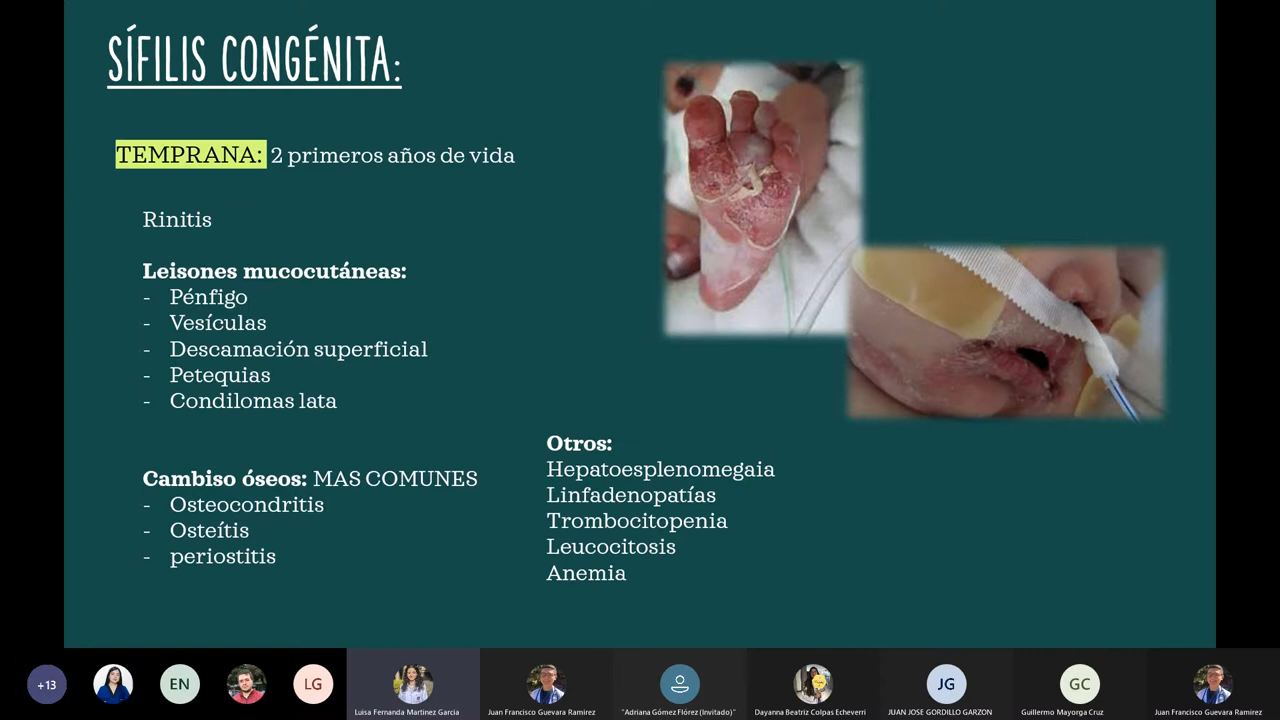 SÍFILIS CONGÉNITA:
TEMPRANA: 2 primeros años de vida
Rinitis
Leisones mucocutáneas:
- Pénfigo
- Vesículas
- Descamación superficial
- Petequias
- Condilomas lata
Cambiso óseos: MAS COMUNES
- Osteocondritis
- Osteítis
- periostitis
Otros:
Hepatoesplenomegaia
Linfadenopatías
Trombocitopenia
Leucocitosis
Anemia
+13
EN
LG
JG
GC
Luisa Fernanda Martinez Garcia
Juan Francisco Guevara Ramirez
"Adriana Gómez Flórez (Invitado)"
Dayanna Beatriz Colpas Echeverri
JUAN JOSE GORDILLO GARZON
Guillermo Mayorga Cruz
Juan Francisco Guevara Ramirez